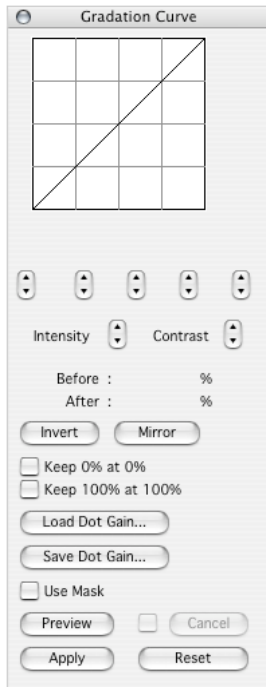 Gradation Curve
Intensity Contrast
Before : %
After : %
Invert Mirror
Keep 0% at 0%
Keep 100% at 100%
Load Dot Gain...
Save Dot Gain...
Use Mask
Preview Cancel
Apply Reset